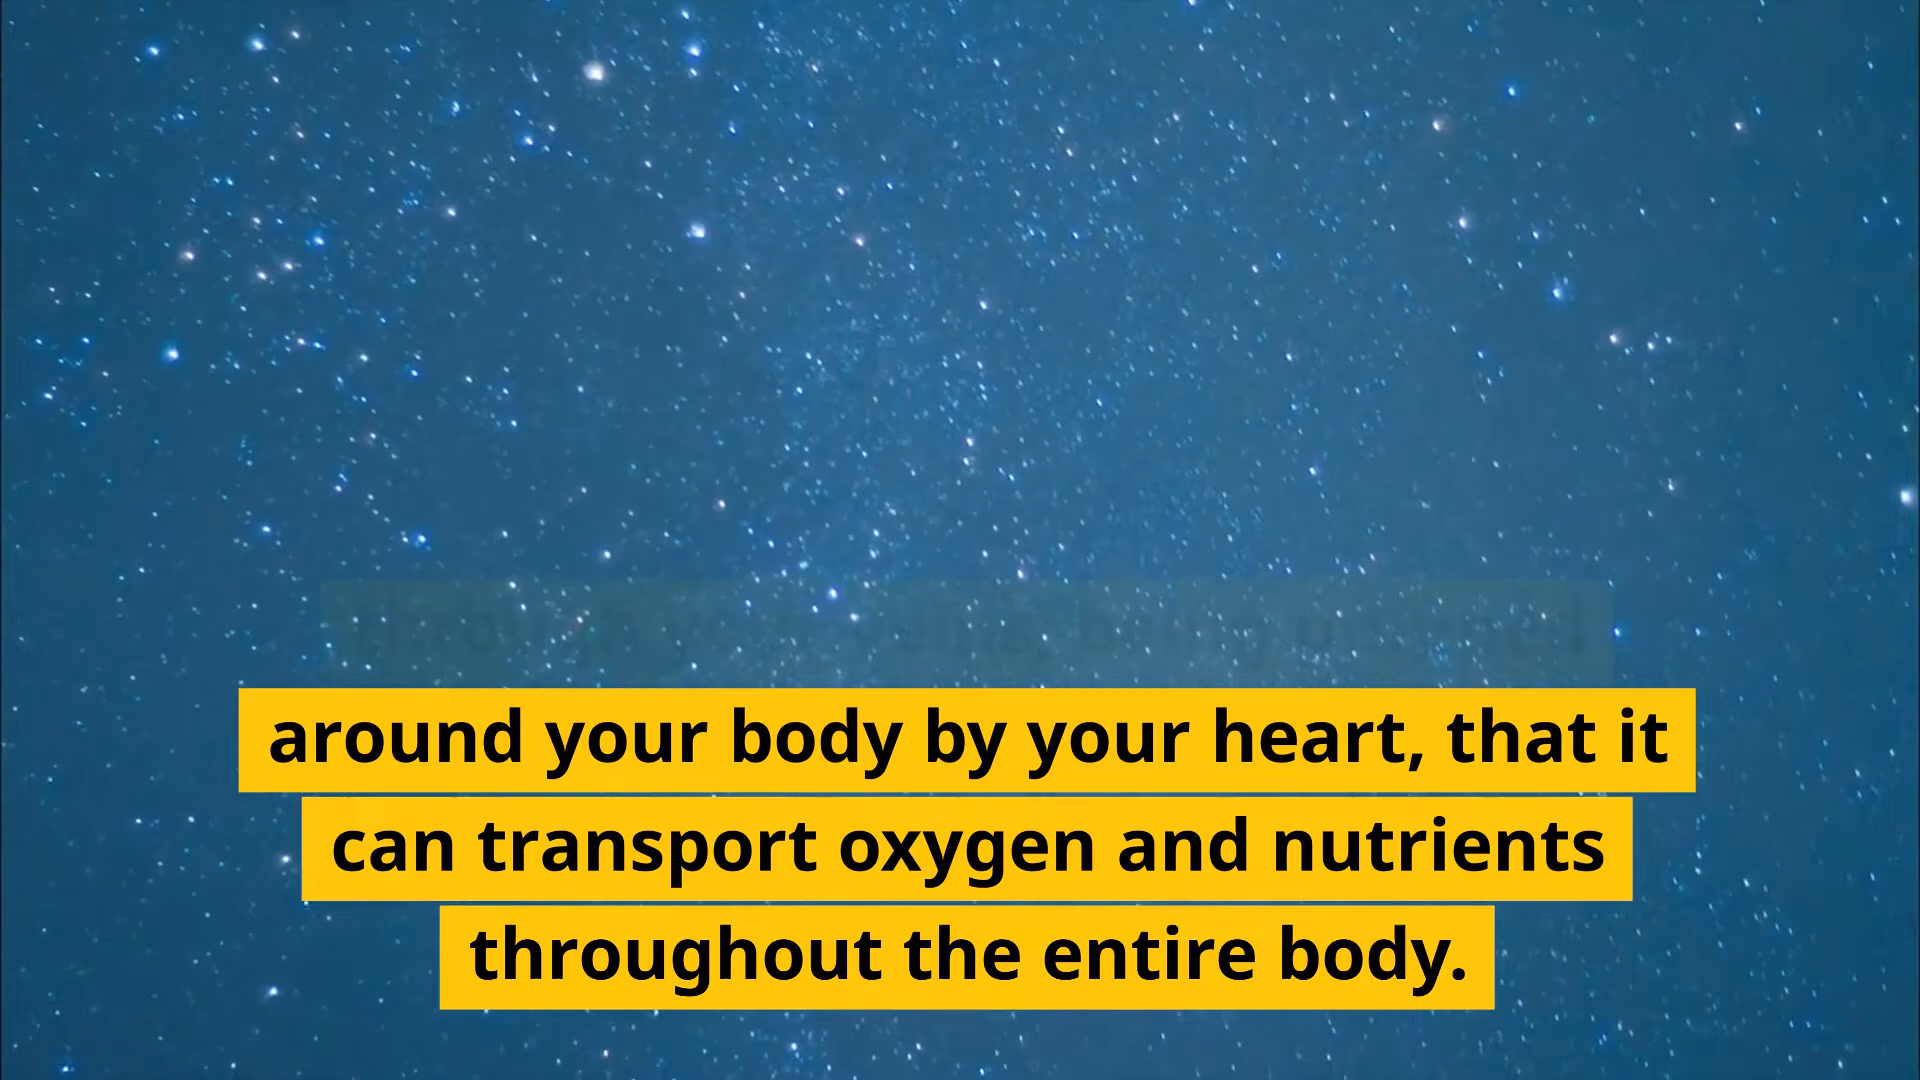 around your body by your heart, that it
can transport oxygen and nutrients
throughout the entire body.